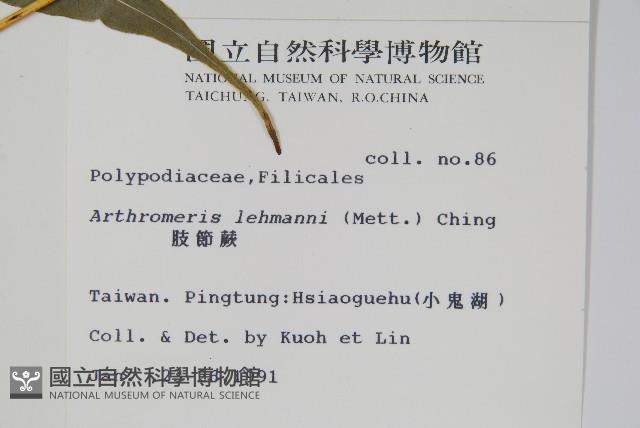 國立自然科學博物館
NATIONAL MUSEUM OF NATURAL SCIENCE
TAICHUNG, TAIWAN, R.O.CHINA
coll. no.86
Polypodiaceae,Filicales
Arthromeris lehmanni (Mett.) Ching
肢節蕨
Taiwan. Pingtung:Hsiaoguehu(小鬼湖)
Coll. & Det. by Kuoh et Lin
1991
國立自然科學博物館
NATIONAL MUSEUM OF NATURAL SCIENCE